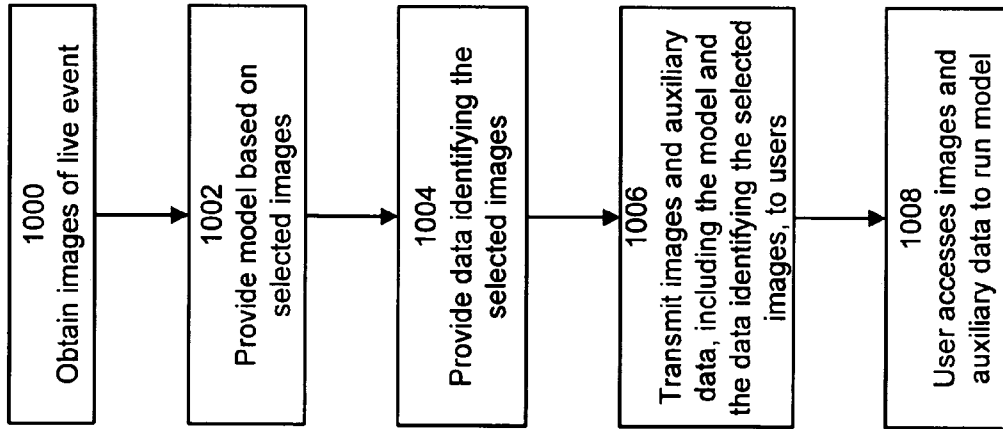 1000
Obtain images of live event
1002
Provide model based on
selected images
1004
Provide data identifying the
selected images
1006
Transmit images and auxiliary
data, including the model and
the data identifying the selected
images, to users
1008
User accesses images and
auxiliary data to run model